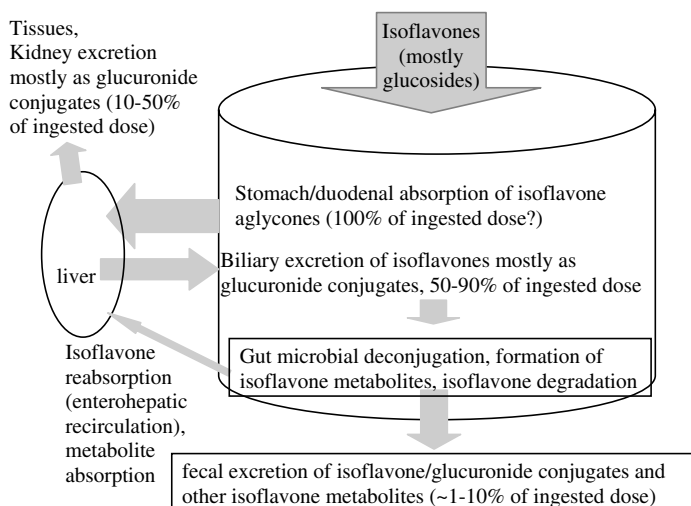 Tissues,
Kidney excretion
mostly as glucuronide
conjugates (10-50%
of ingested dose)
Isoflavones
(mostly
glucosides)
Stomach/duodenal absorption of isoflavone
aglycones (100% of ingested dose?)
Biliary excretion of isoflavones mostly as
glucuronide conjugates, 50-90% of ingested dose
liver
Gut microbial deconjugation, formation of
isoflavone metabolites, isoflavone degradation
Isoflavone
reabsorption
(enterohepatic
recirculation),
metabolite
absorption
fecal excretion of isoflavone/glucuronide conjugates and
other isoflavone metabolites (~1-10% of ingested dose)